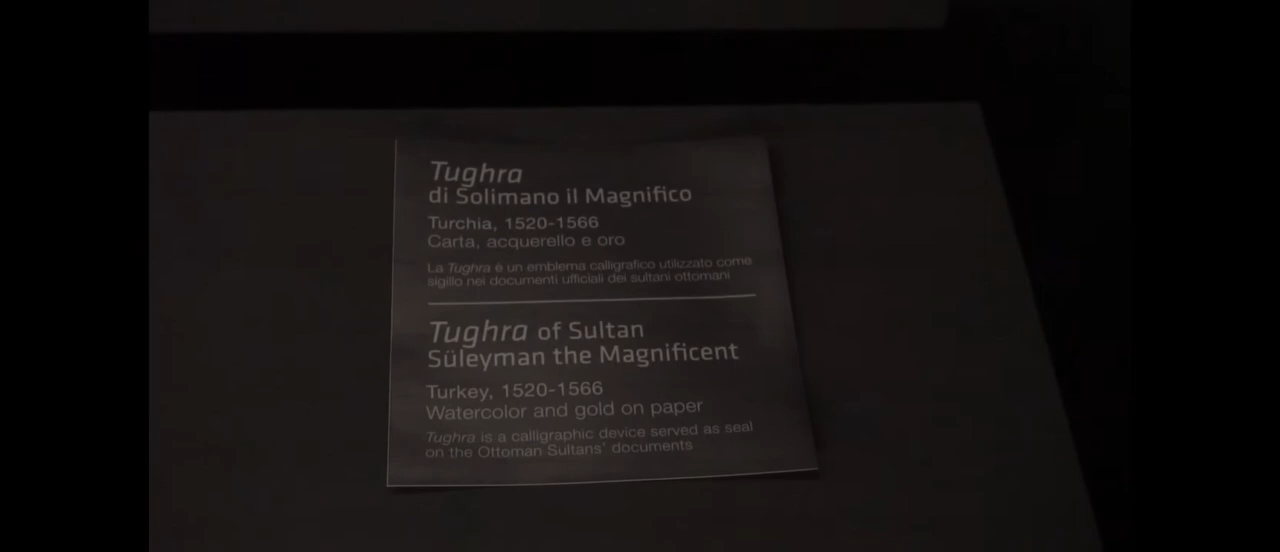 Tughra
di Solimano il Magnifico
Turchia, 1520-1566
Carta, acquerello e oro
La Tughra è un emblema calligrafico utilizzato come
sigillo nei documenti ufficiali dei sultani ottomani
Tughra of Sultan
Süleyman the Magnificent
Turkey, 1520-1566
Watercolor and gold on paper
Tughra is a calligraphic device served as seal
on the Ottoman Sultans' documents